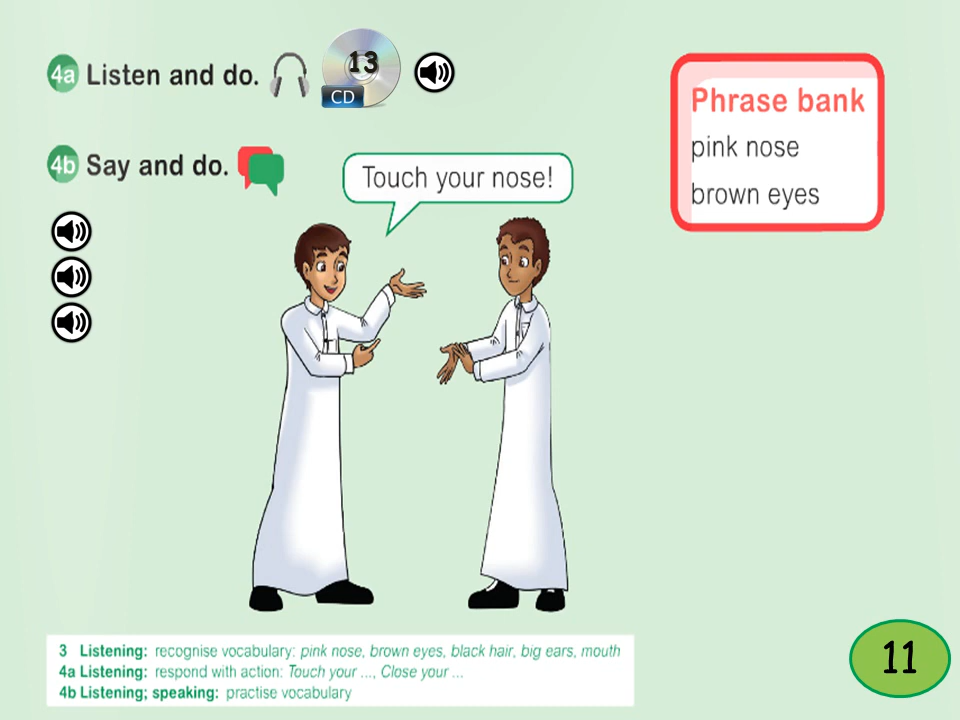 4a Listen and do.
13
CD
4b Say and do.
Touch your nose!
Phrase bank
pink nose
brown eyes
3 Listening: recognise vocabulary: pink nose, brown eyes, black hair, big ears, mouth
4a Listening: respond with action: Touch your ..., Close your ...
4b Listening; speaking: practise vocabulary
11